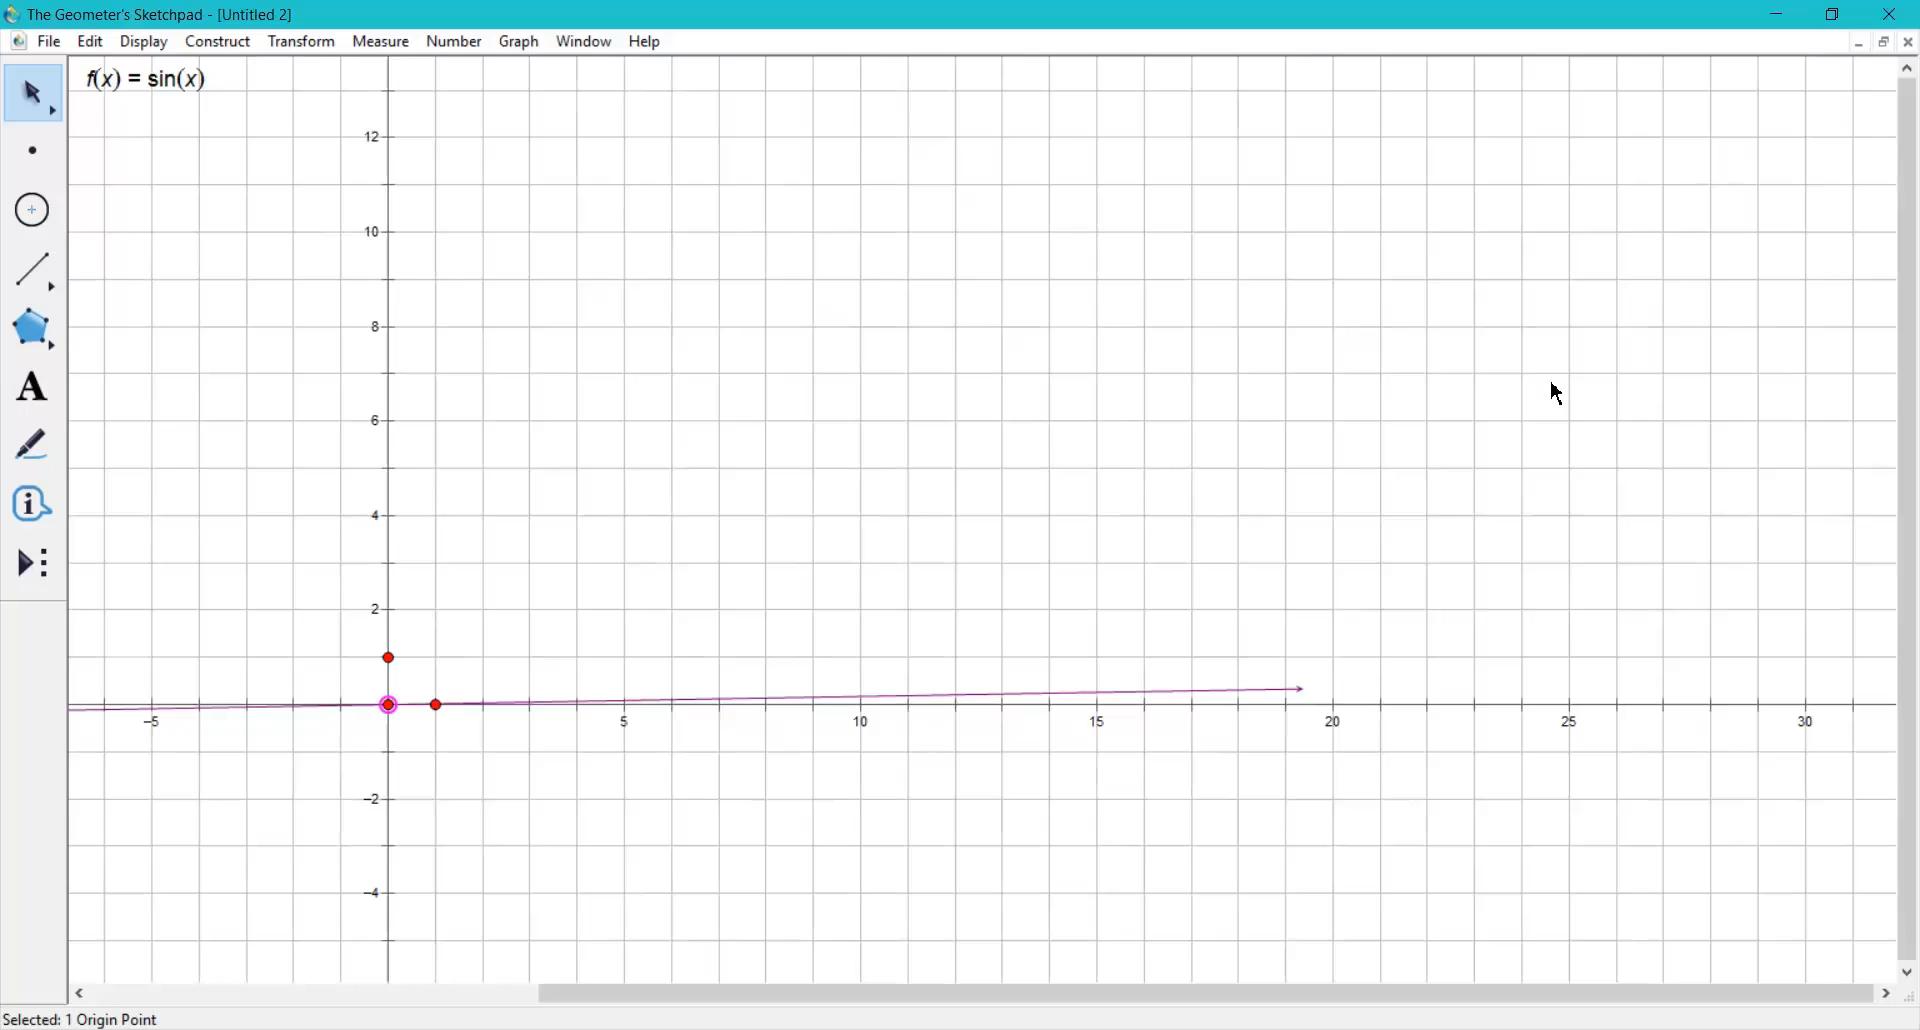 The Geometer's Sketchpad - [Untitled 2]
File Edit Display Construct Transform Measure Number Graph Window Help
f(x) = sin(x)
12
10
8
6
4
2
−5 5 10 15 20 25 30
−2
−4
A
i
Selected: 1 Origin Point